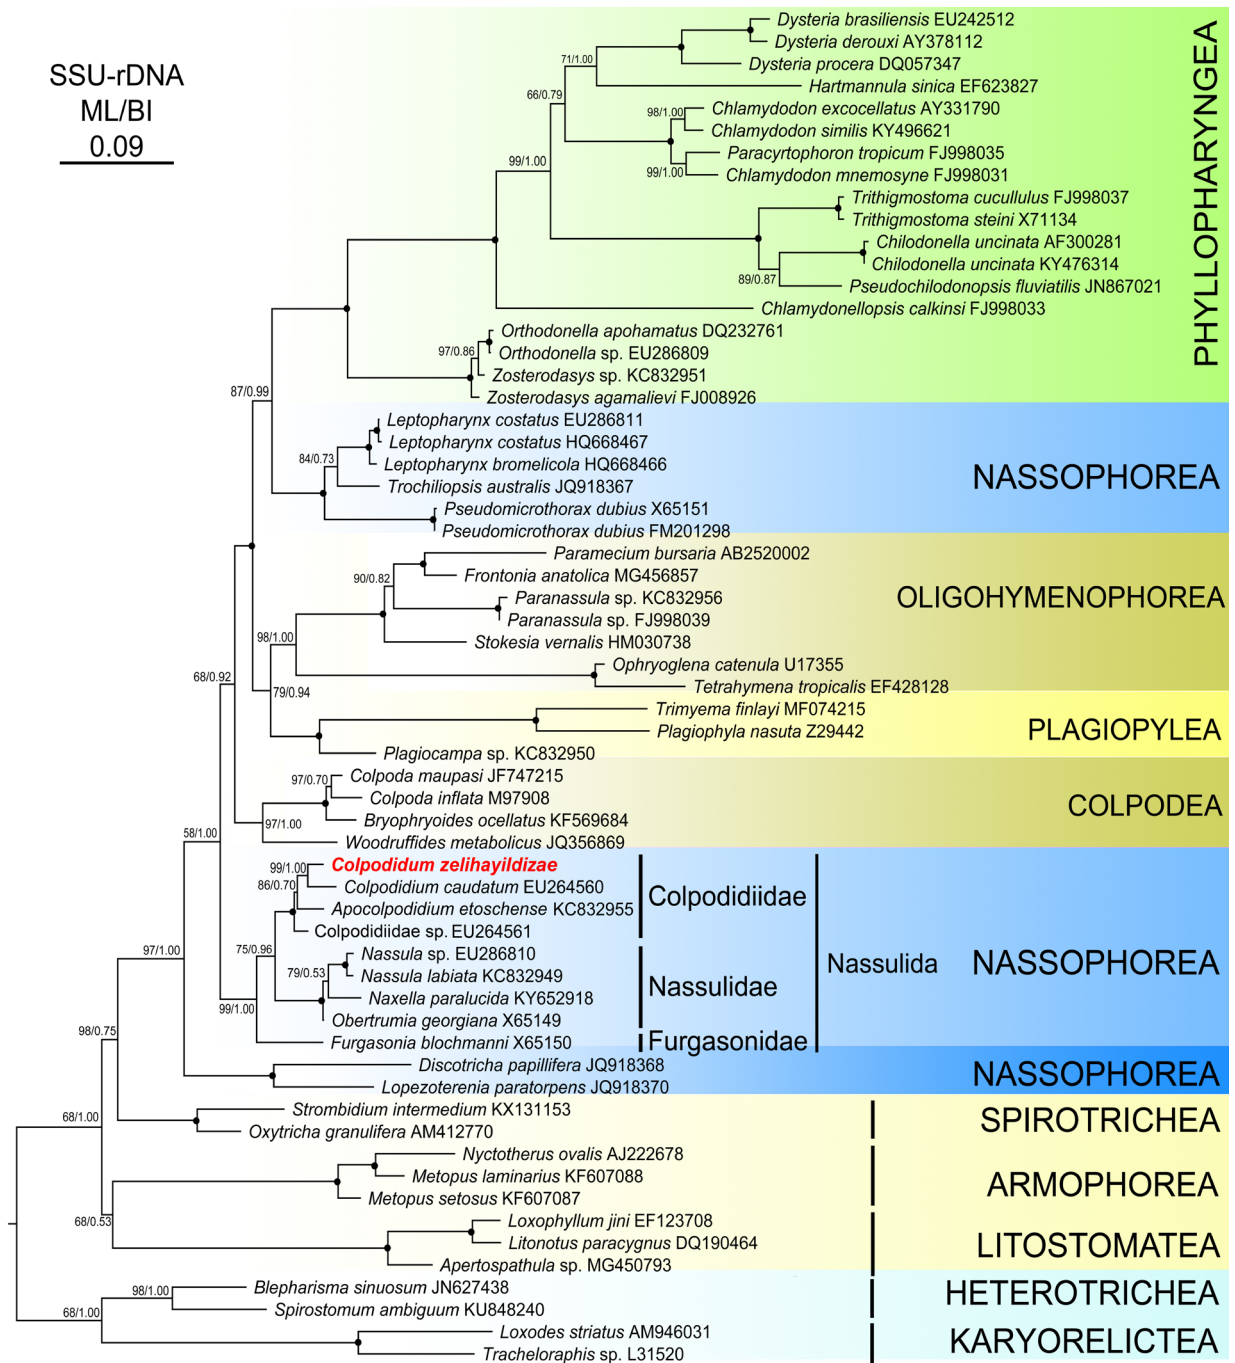 SSU-rDNA
ML/BI
0.09
Dysteria brasiliensis EU242512
Dysteria derouxi AY378112
Dysteria procera DQ057347
71/1.00
Hartmannula sinica EF623827
66/0.79
Chlamydodon excocellatus AY331790
98/1.00
Chlamydodon similis KY496621
Paracyrtophoron tropicum FJ998035
99/1.00
99/1.00
Chlamydodon mnemosyne FJ998031
Trithigmostoma cucullulus FJ998037
Trithigmostoma steini X71134
Chilodonella uncinata AF300281
Chilodonella uncinata KY476314
89/0.87
Pseudochilodonopsis fluviatilis JN867021
Chlamydonellopsis calkinsi FJ998033
PHYLLOPHARYNGEA
Orthodonella apohamatus DQ232761
97/0.86
Orthodonella sp. EU286809
Zosterodasys sp. KC832951
87/0.99
Zosterodasys agamalievi FJ008926
Leptopharynx costatus EU286811
Leptopharynx costatus HQ668467
84/0.73
Leptopharynx bromelicola HQ668466
Trochiliopsis australis JQ918367
NASSOPHOREA
Pseudomicrothorax dubius X65151
Pseudomicrothorax dubius FM201298
Paramecium bursaria AB2520002
90/0.82
Frontonia anatolica MG456857
Paranassula sp. KC832956
OLIGOHYMENOPHOREA
Paranassula sp. FJ998039
98/1.00
Stokesia vernalis HM030738
Ophryoglena catenula U17355
68/0.92
79/0.94
Tetrahymena tropicalis EF428128
Trimyema finlayi MF074215
Plagiophyla nasuta Z29442
PLAGIOPYLEA
Plagiocampa sp. KC832950
97/0.70
Colpoda maupasi JF747215
Colpoda inflata M97908
COLPODEA
97/1.00
Bryophryoides ocellatus KF569684
58/1.00
Woodruffides metabolicus JQ356869
99/1.00
Colpodidum zelihayildizae
86/0.70
Colpodidium caudatum EU264560
Colpodidiidae
Apocolpodidium etoschense KC832955
Colpodidiidae sp. EU264561
97/1.00
75/0.96
Nassula sp. EU286810
79/0.53
Nassula labiata KC832949
Nassulida
NASSOPHOREA
Nassulidae
Naxella paralucida KY652918
99/1.00
Obertrumia georgiana X65149
98/0.75
Furgasonia blochmanni X65150
Furgasonidae
Discotricha papillifera JQ918368
NASSOPHOREA
Lopezoterenia paratorpens JQ918370
68/1.00
Strombidium intermedium KX131153
SPIROTRICHEA
Oxytricha granulifera AM412770
Nyctotherus ovalis AJ222678
Metopus laminarius KF607088
ARMOPHOREA
Metopus setosus KF607087
68/0.53
Loxophyllum jini EF123708
Litonotus paracygnus DQ190464
LITOSTOMATEA
Apertospathula sp. MG450793
98/1.00
Blepharisma sinuosum JN627438
HETEROTRICHEA
68/1.00
Spirostomum ambiguum KU848240
Loxodes striatus AM946031
KARYORELICTEA
Tracheloraphis sp. L31520